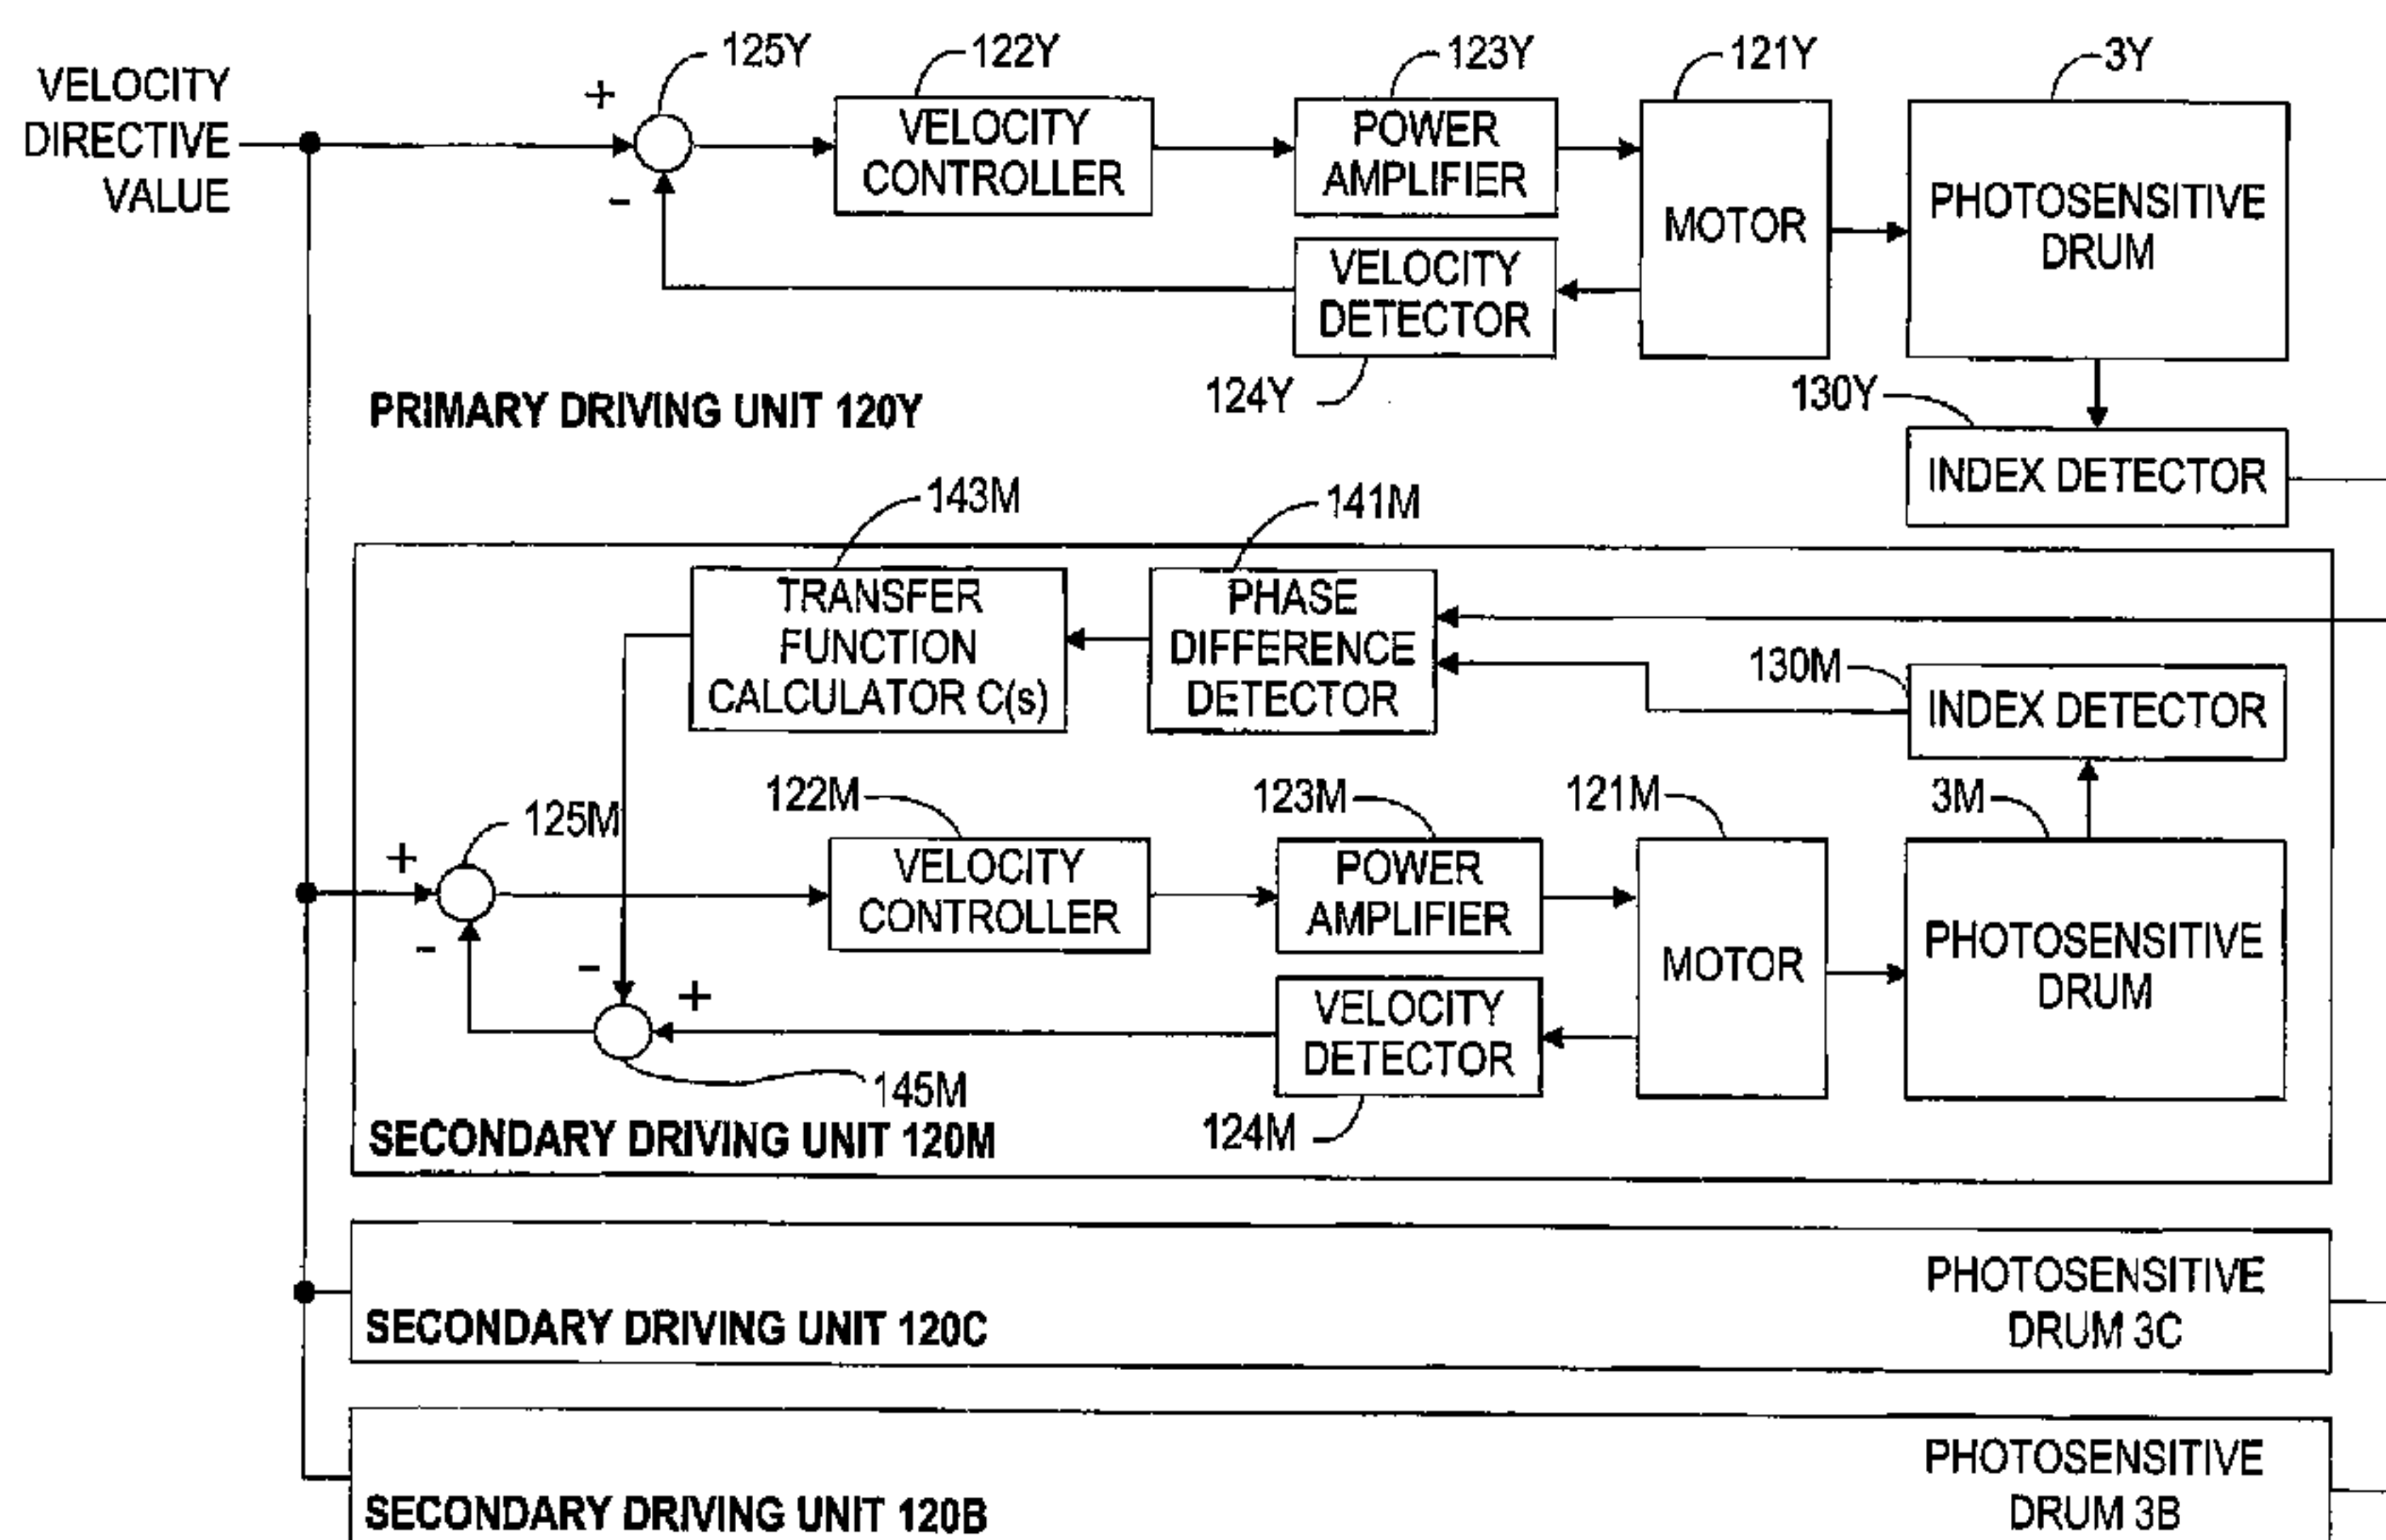 125Y
122Y
123Y
121Y
3Y
VELOCITY
DIRECTIVE
VALUE
+
-
VELOCITY
CONTROLLER
POWER
AMPLIFIER
MOTOR
PHOTOSENSITIVE
DRUM
VELOCITY
DETECTOR
124Y
130Y
PRIMARY DRIVING UNIT 120Y
INDEX DETECTOR
143M
141M
TRANSFER
FUNCTION
CALCULATOR C(s)
PHASE
DIFFERENCE
DETECTOR
130M
INDEX DETECTOR
125M
122M
123M
121M
3M
+
-
VELOCITY
CONTROLLER
POWER
AMPLIFIER
MOTOR
PHOTOSENSITIVE
DRUM
-
+
VELOCITY
DETECTOR
145M
124M
SECONDARY DRIVING UNIT 120M
PHOTOSENSITIVE
DRUM 3C
SECONDARY DRIVING UNIT 120C
PHOTOSENSITIVE
DRUM 3B
SECONDARY DRIVING UNIT 120B